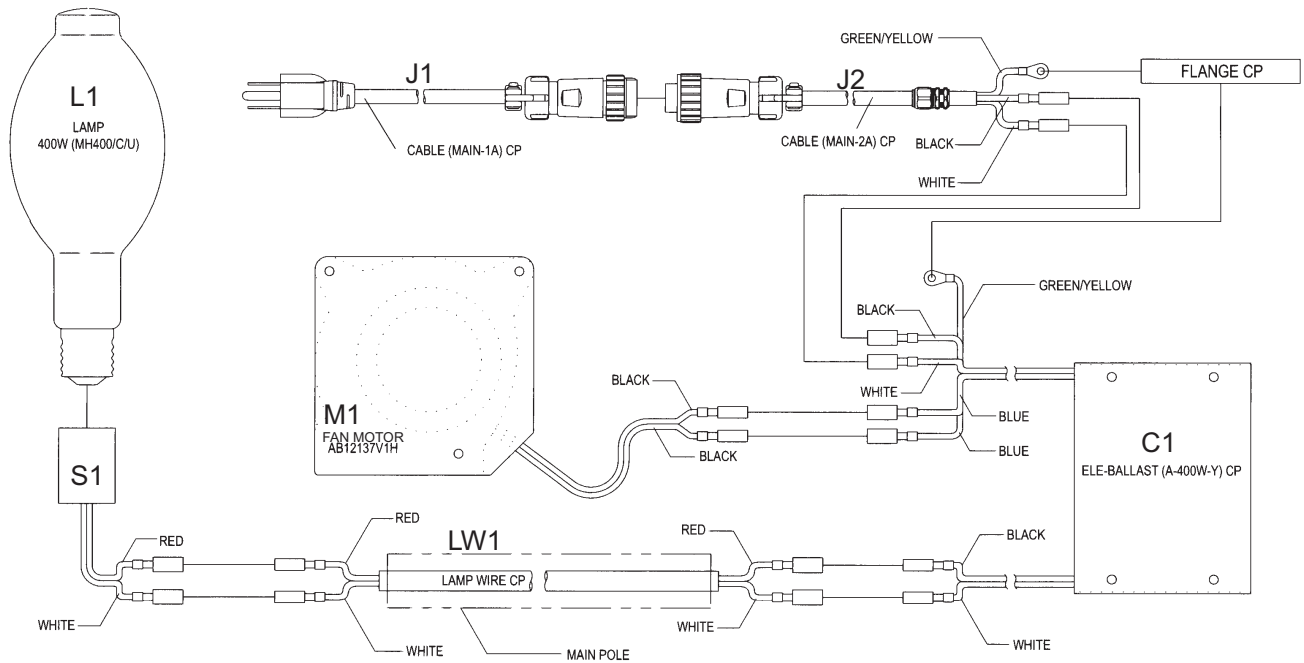 GREEN/YELLOW
FLANGE CP
J1
J2
L1
LAMP
400W (MH400/C/U)
CABLE (MAIN-1A) CP
CABLE (MAIN-2A) CP
BLACK
WHITE
GREEN/YELLOW
BLACK
WHITE
BLACK
BLUE
M1
FAN MOTOR
AB12137V1H
BLACK
BLUE
C1
ELE-BALLAST (A-400W-Y) CP
S1
RED
RED
LW1
RED
BLACK
LAMP WIRE CP
WHITE
WHITE
MAIN POLE
WHITE
WHITE